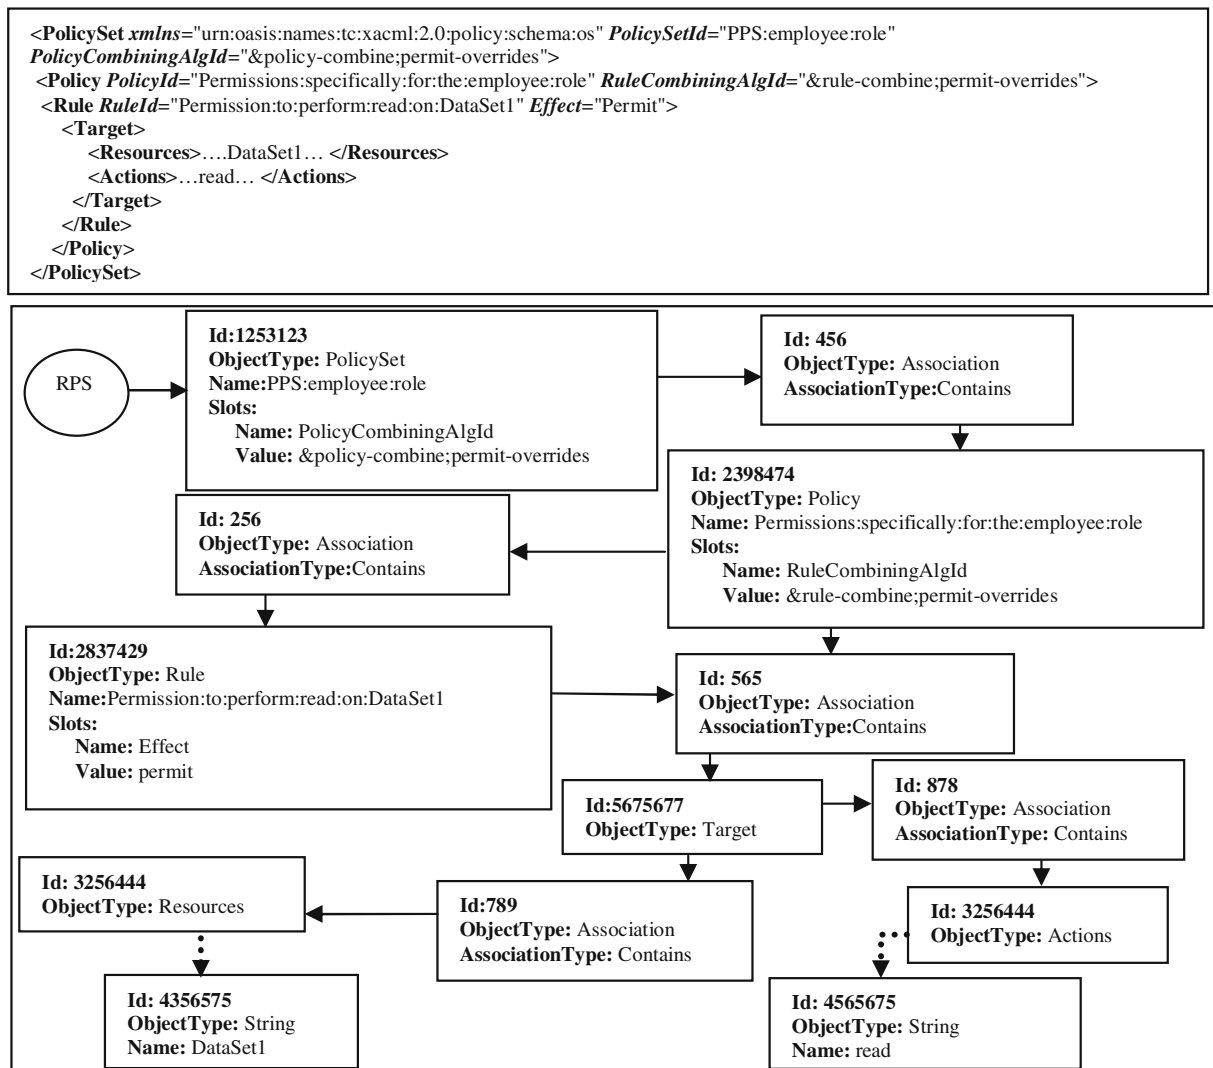 <PolicySet xmlns="urn:oasis:names:tc:xacml:2.0:policy:schema:os" PolicySetId="PPS:employee:role"
PolicyCombiningAlgId="&policy-combine;permit-overrides">
<Policy PolicyId="Permissions:specifically:for:the:employee:role" RuleCombiningAlgId="&rule-combine;permit-overrides">
<Rule RuleId="Permission:to:perform:read:on:DataSet1" Effect="Permit">
<Target>
<Resources>….DataSet1… </Resources>
<Actions>…read… </Actions>
</Target>
</Rule>
</Policy>
</PolicySet>
RPS
Id:1253123
ObjectType: PolicySet
Name:PPS:employee:role
Slots:
Name: PolicyCombiningAlgId
Value: &policy-combine;permit-overrides
Id: 456
ObjectType: Association
AssociationType:Contains
Id: 2398474
ObjectType: Policy
Name: Permissions:specifically:for:the:employee:role
Slots:
Name: RuleCombiningAlgId
Value: &rule-combine;permit-overrides
Id: 256
ObjectType: Association
AssociationType:Contains
Id:2837429
ObjectType: Rule
Name:Permission:to:perform:read:on:DataSet1
Slots:
Name: Effect
Value: permit
Id: 565
ObjectType: Association
AssociationType:Contains
Id:5675677
ObjectType: Target
Id: 878
ObjectType: Association
AssociationType: Contains
Id: 3256444
ObjectType: Resources
Id:789
ObjectType: Association
AssociationType: Contains
Id: 3256444
ObjectType: Actions
Id: 4356575
ObjectType: String
Name: DataSet1
Id: 4565675
ObjectType: String
Name: read